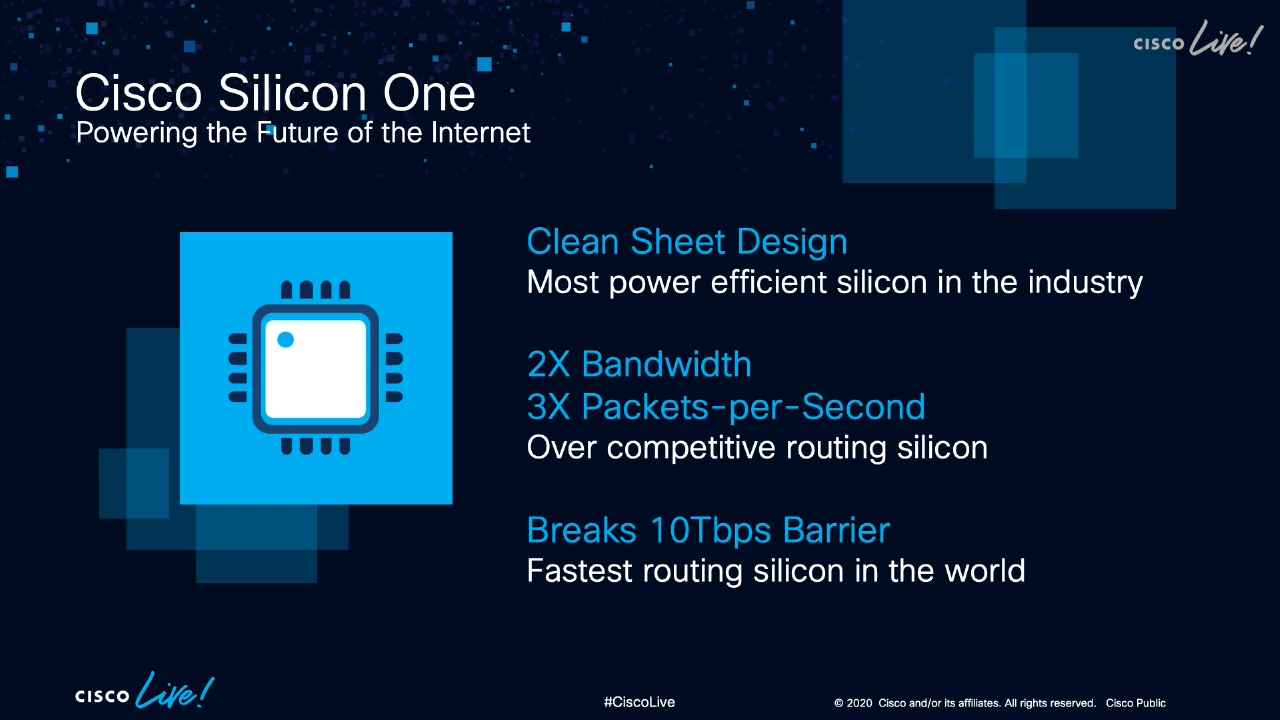 CISCO Live!
Cisco Silicon One
Powering the Future of the Internet
Clean Sheet Design
Most power efficient silicon in the industry
2X Bandwidth
3X Packets-per-Second
Over competitive routing silicon
Breaks 10Tbps Barrier
Fastest routing silicon in the world
CISCO Live!
#CiscoLive
© 2020 Cisco and/or its affiliates. All rights reserved. Cisco Public